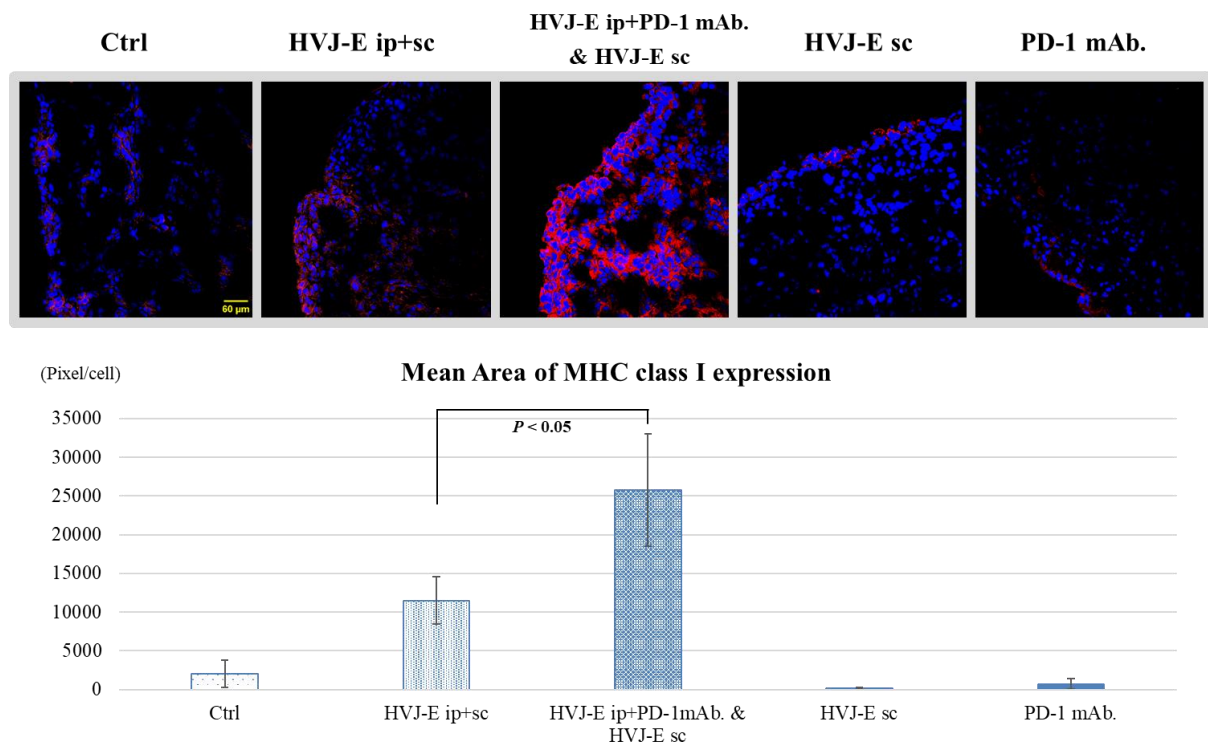 Ctrl
HVJ-E ip+sc
HVJ-E ip+PD-1 mAb.
& HVJ-E sc
HVJ-E sc
PD-1 mAb.
60 µm
(Pixel/cell)
Mean Area of MHC class I expression
P < 0.05
35000
30000
25000
20000
15000
10000
5000
0
Ctrl
HVJ-E ip+sc
HVJ-E ip+PD-1mAb. &
HVJ-E sc
HVJ-E sc
PD-1 mAb.